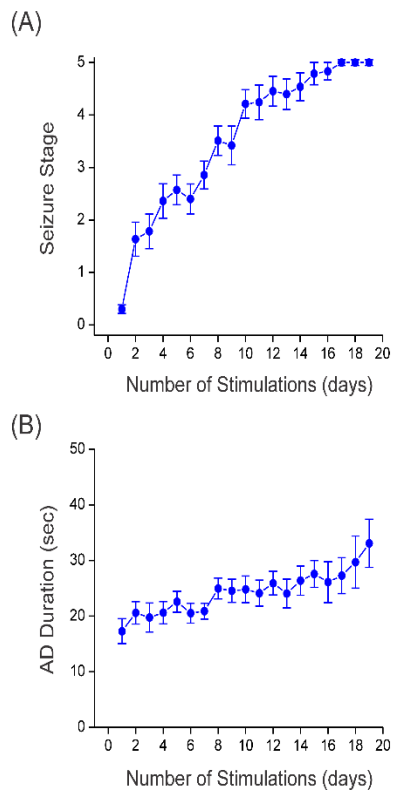 (A)
5
4
3
2
1
0
Seizure Stage
0 2 4 6 8 10 12 14 16 18 20
Number of Stimulations (days)
(B)
50
40
30
20
10
0
AD Duration (sec)
0 2 4 6 8 10 12 14 16 18 20
Number of Stimulations (days)